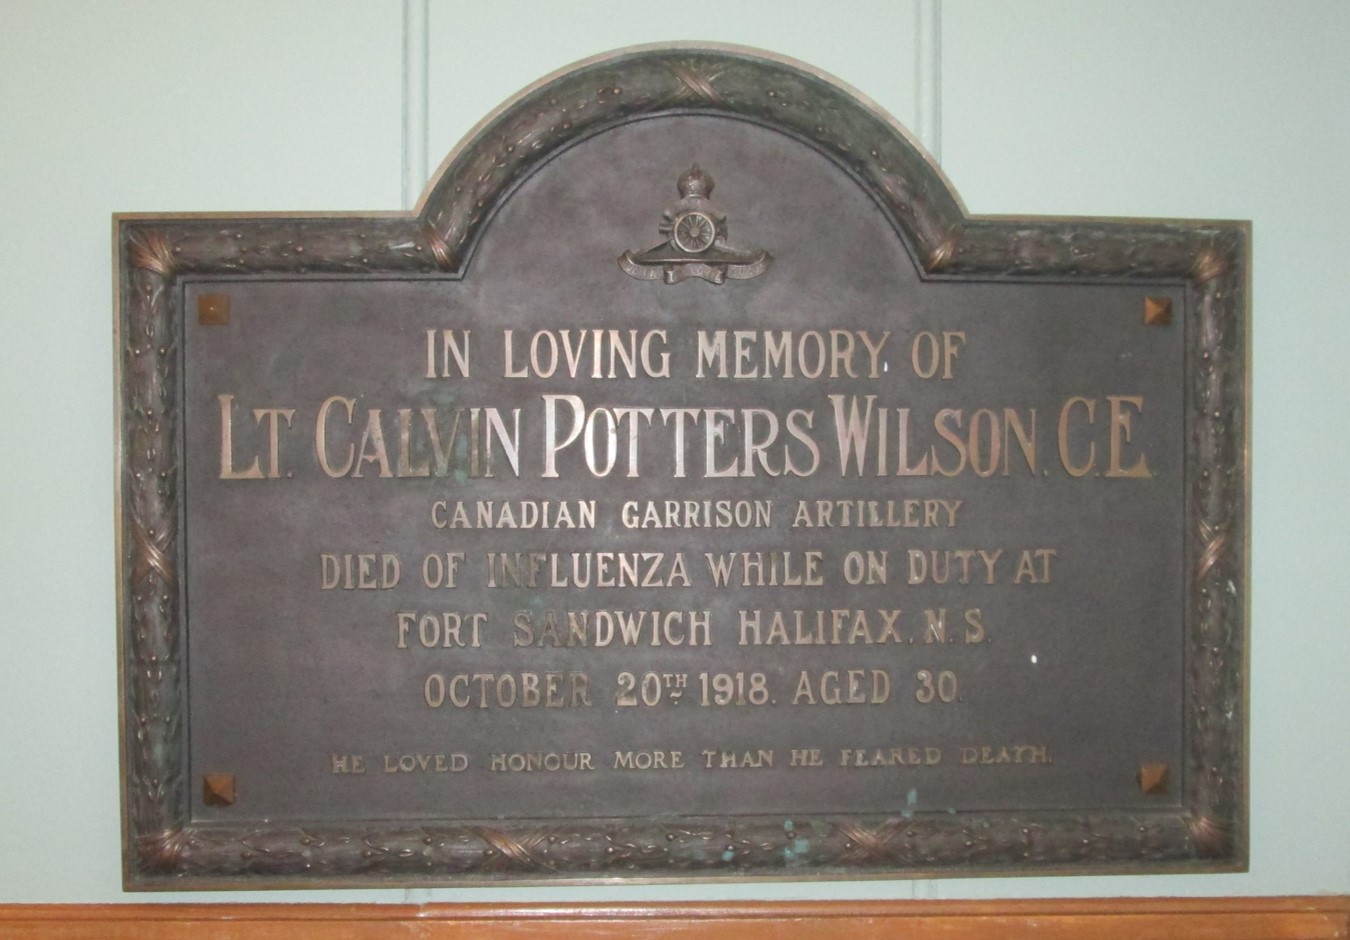 IN LOVING MEMORY OF
LT. CALVIN POTTERS WILSON. C.E
CANADIAN GARRISON ARTILLERY
DIED OF INFLUENZA WHILE ON DUTY AT
FORT SANDWICH HALIFAX. N. S.
OCTOBER 20TH 1918. AGED 30.
HE LOVED HONOUR MORE THAN HE FEARED DEATH.